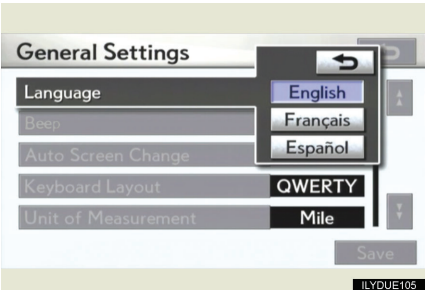 General Settings
Language
English
Français
Beep
Español
Auto Screen Change
Keyboard Layout QWERTY
Unit of Measurement Mile
Save
ILYDUE105